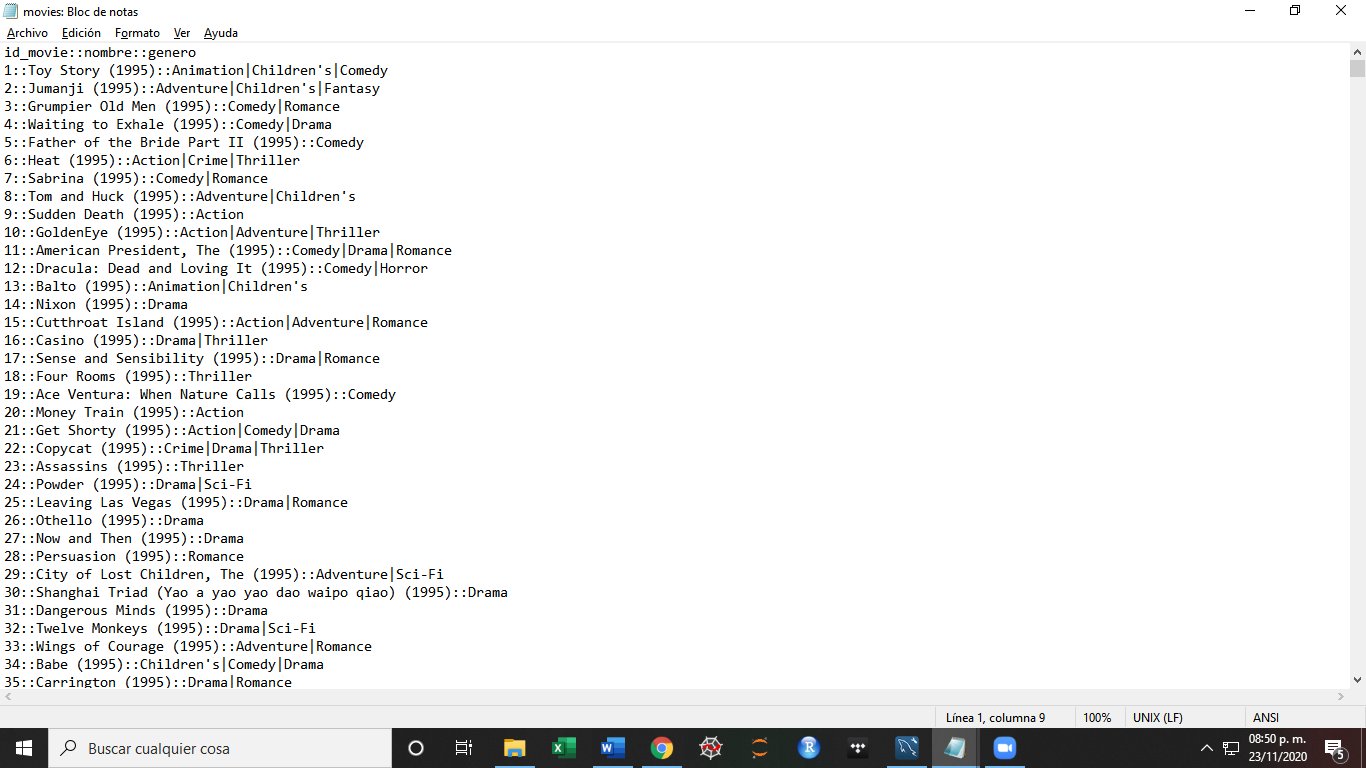 movies: Bloc de notas
Archivo Edición Formato Ver Ayuda
id_movie::nombre::genero
1::Toy Story (1995)::Animation|Children's|Comedy
2::Jumanji (1995)::Adventure|Children's|Fantasy
3::Grumpier Old Men (1995)::Comedy|Romance
4::Waiting to Exhale (1995)::Comedy|Drama
5::Father of the Bride Part II (1995)::Comedy
6::Heat (1995)::Action|Crime|Thriller
7::Sabrina (1995)::Comedy|Romance
8::Tom and Huck (1995)::Adventure|Children's
9::Sudden Death (1995)::Action
10::GoldenEye (1995)::Action|Adventure|Thriller
11::American President, The (1995)::Comedy|Drama|Romance
12::Dracula: Dead and Loving It (1995)::Comedy|Horror
13::Balto (1995)::Animation|Children's
14::Nixon (1995)::Drama
15::Cutthroat Island (1995)::Action|Adventure|Romance
16::Casino (1995)::Drama|Thriller
17::Sense and Sensibility (1995)::Drama|Romance
18::Four Rooms (1995)::Thriller
19::Ace Ventura: When Nature Calls (1995)::Comedy
20::Money Train (1995)::Action
21::Get Shorty (1995)::Action|Comedy|Drama
22::Copycat (1995)::Crime|Drama|Thriller
23::Assassins (1995)::Thriller
24::Powder (1995)::Drama|Sci-Fi
25::Leaving Las Vegas (1995)::Drama|Romance
26::Othello (1995)::Drama
27::Now and Then (1995)::Drama
28::Persuasion (1995)::Romance
29::City of Lost Children, The (1995)::Adventure|Sci-Fi
30::Shanghai Triad (Yao a yao yao dao waipo qiao) (1995)::Drama
31::Dangerous Minds (1995)::Drama
32::Twelve Monkeys (1995)::Drama|Sci-Fi
33::Wings of Courage (1995)::Adventure|Romance
34::Babe (1995)::Children's|Comedy|Drama
35::Carrington (1995)::Drama|Romance
Línea 1, columna 9 100% UNIX (LF) ANSI
Buscar cualquier cosa
08:50 p. m.
23/11/2020
5